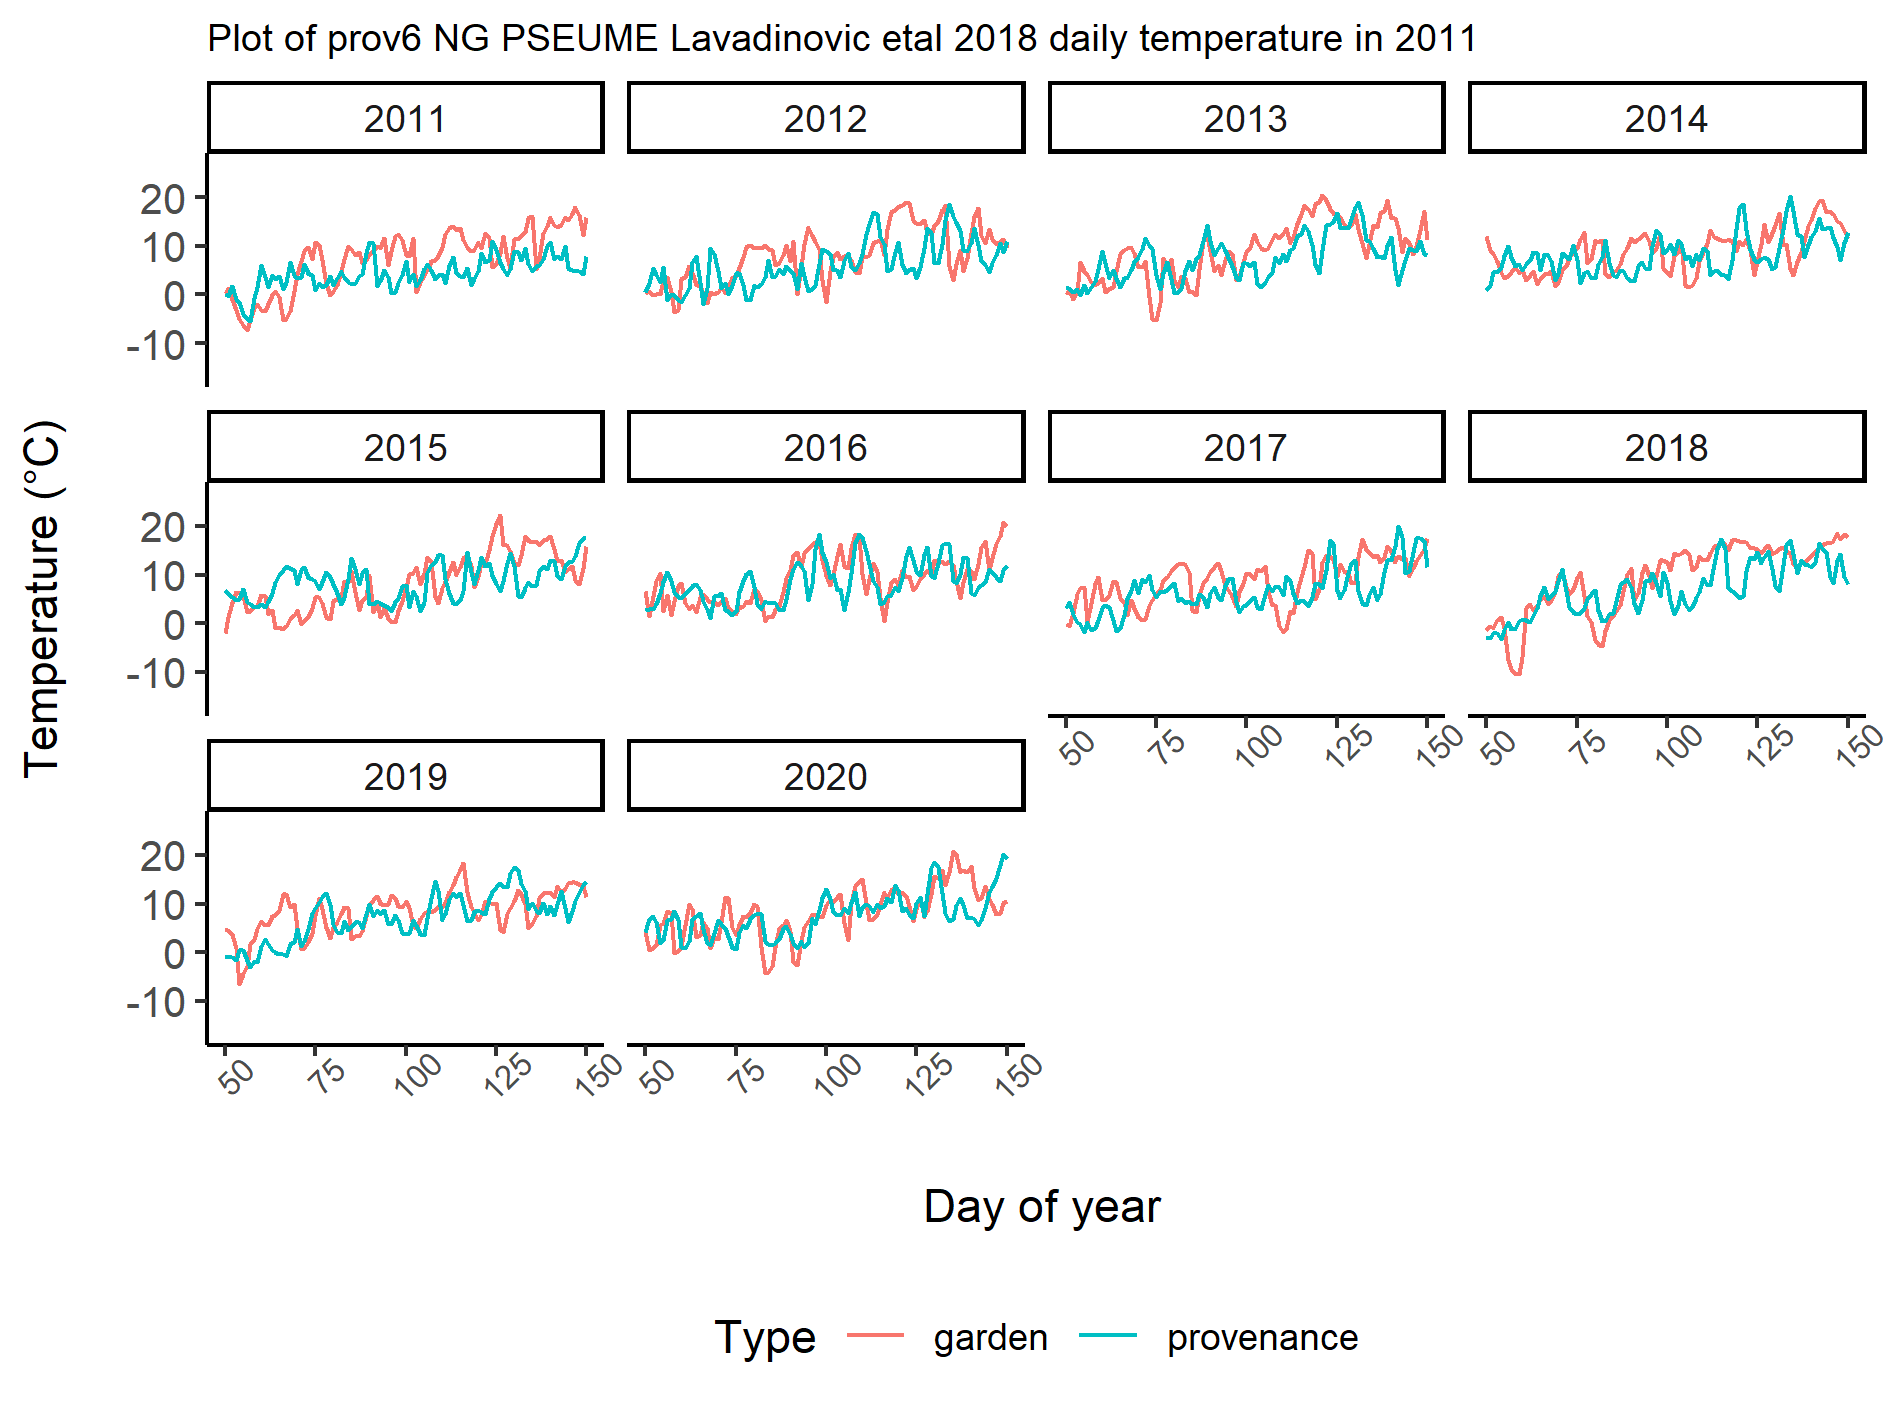 Plot of prov6 NG PSEUME Lavadinovic etal 2018 daily temperature in 2011
2011 2012 2013 2014
20
10
0
-10
2015 2016 2017 2018
20
10
0
-10
50 75 100 125 150 50 75 100 125 150
2019 2020
20
10
0
-10
50 75 100 125 150 50 75 100 125 150
Temperature (°C)
Day of year
Type garden provenance